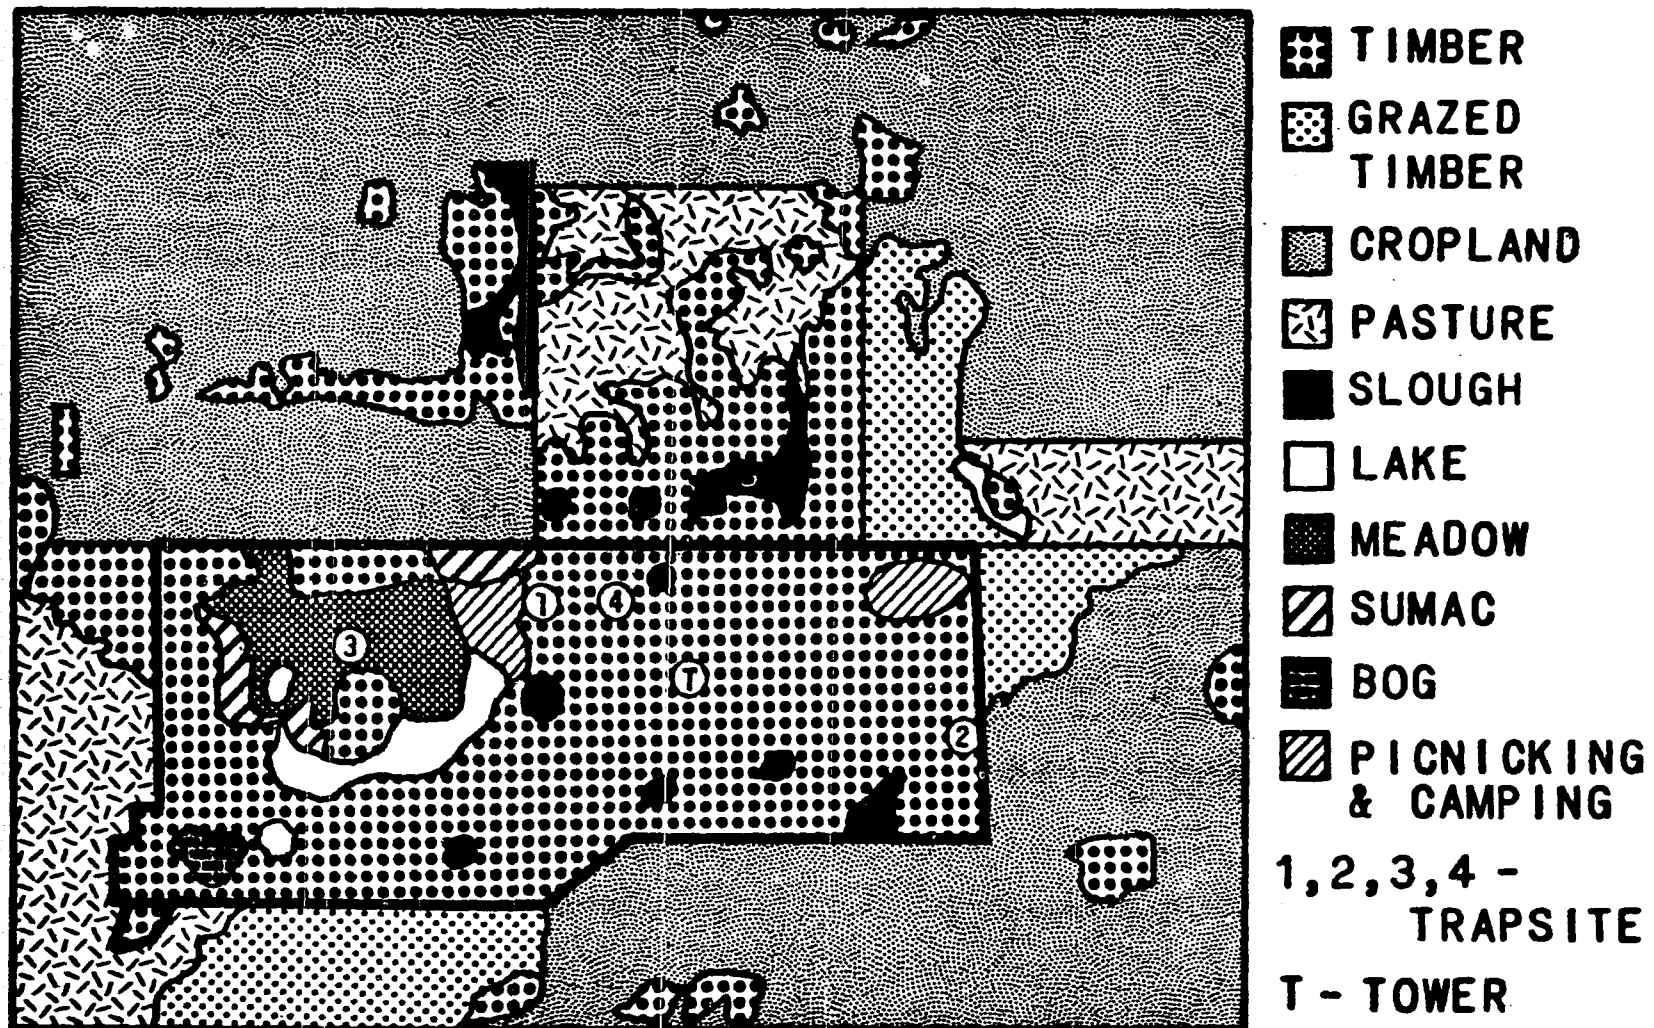 TIMBER
GRAZED
TIMBER
CROPLAND
PASTURE
SLOUGH
LAKE
MEADOW
SUMAC
BOG
PICNICKING
& CAMPING
1,2,3,4 -
TRAPSITE
T - TOWER
1
4
3
T
2